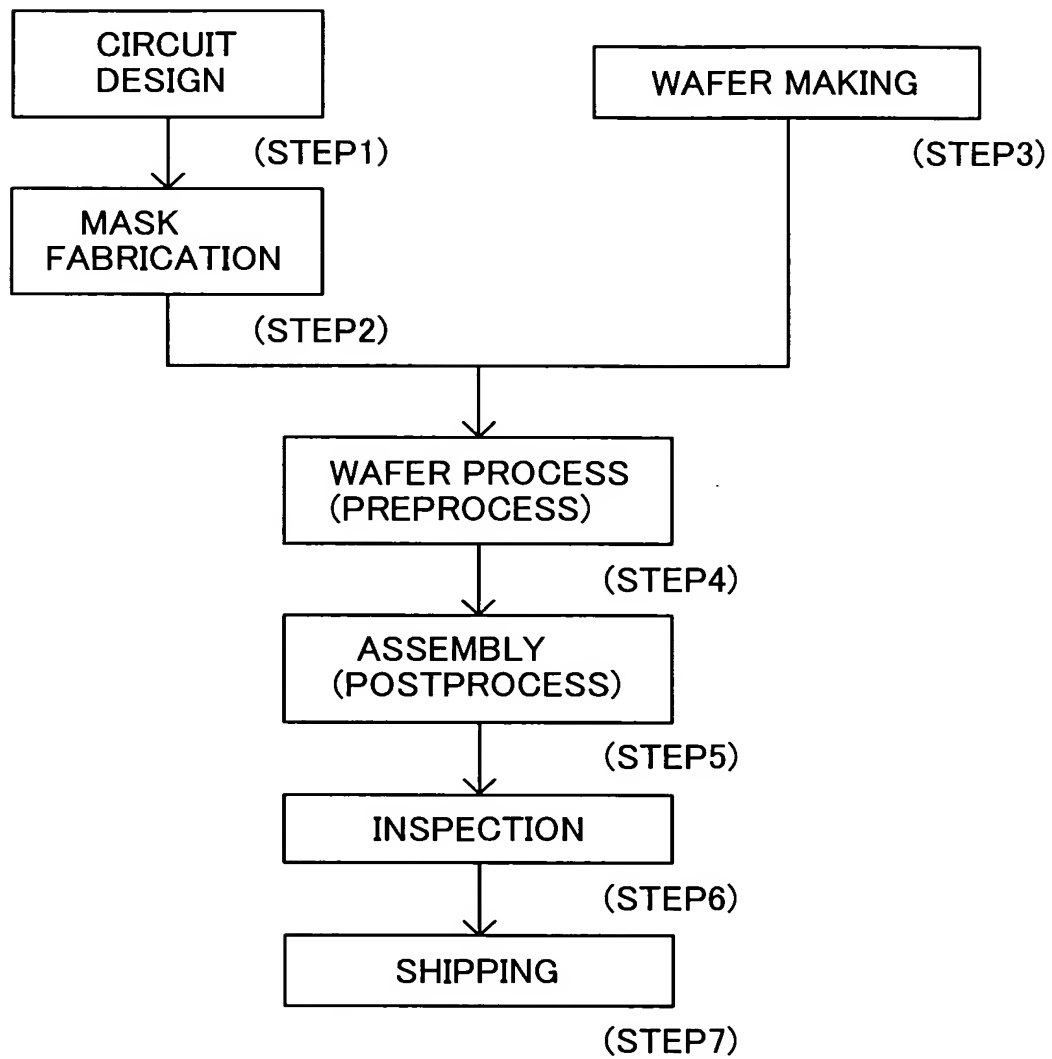 CIRCUIT
DESIGN
(STEP1)
MASK
FABRICATION
(STEP2)
WAFER MAKING
(STEP3)
WAFER PROCESS
(PREPROCESS)
(STEP4)
ASSEMBLY
(POSTPROCESS)
(STEP5)
INSPECTION
(STEP6)
SHIPPING
(STEP7)